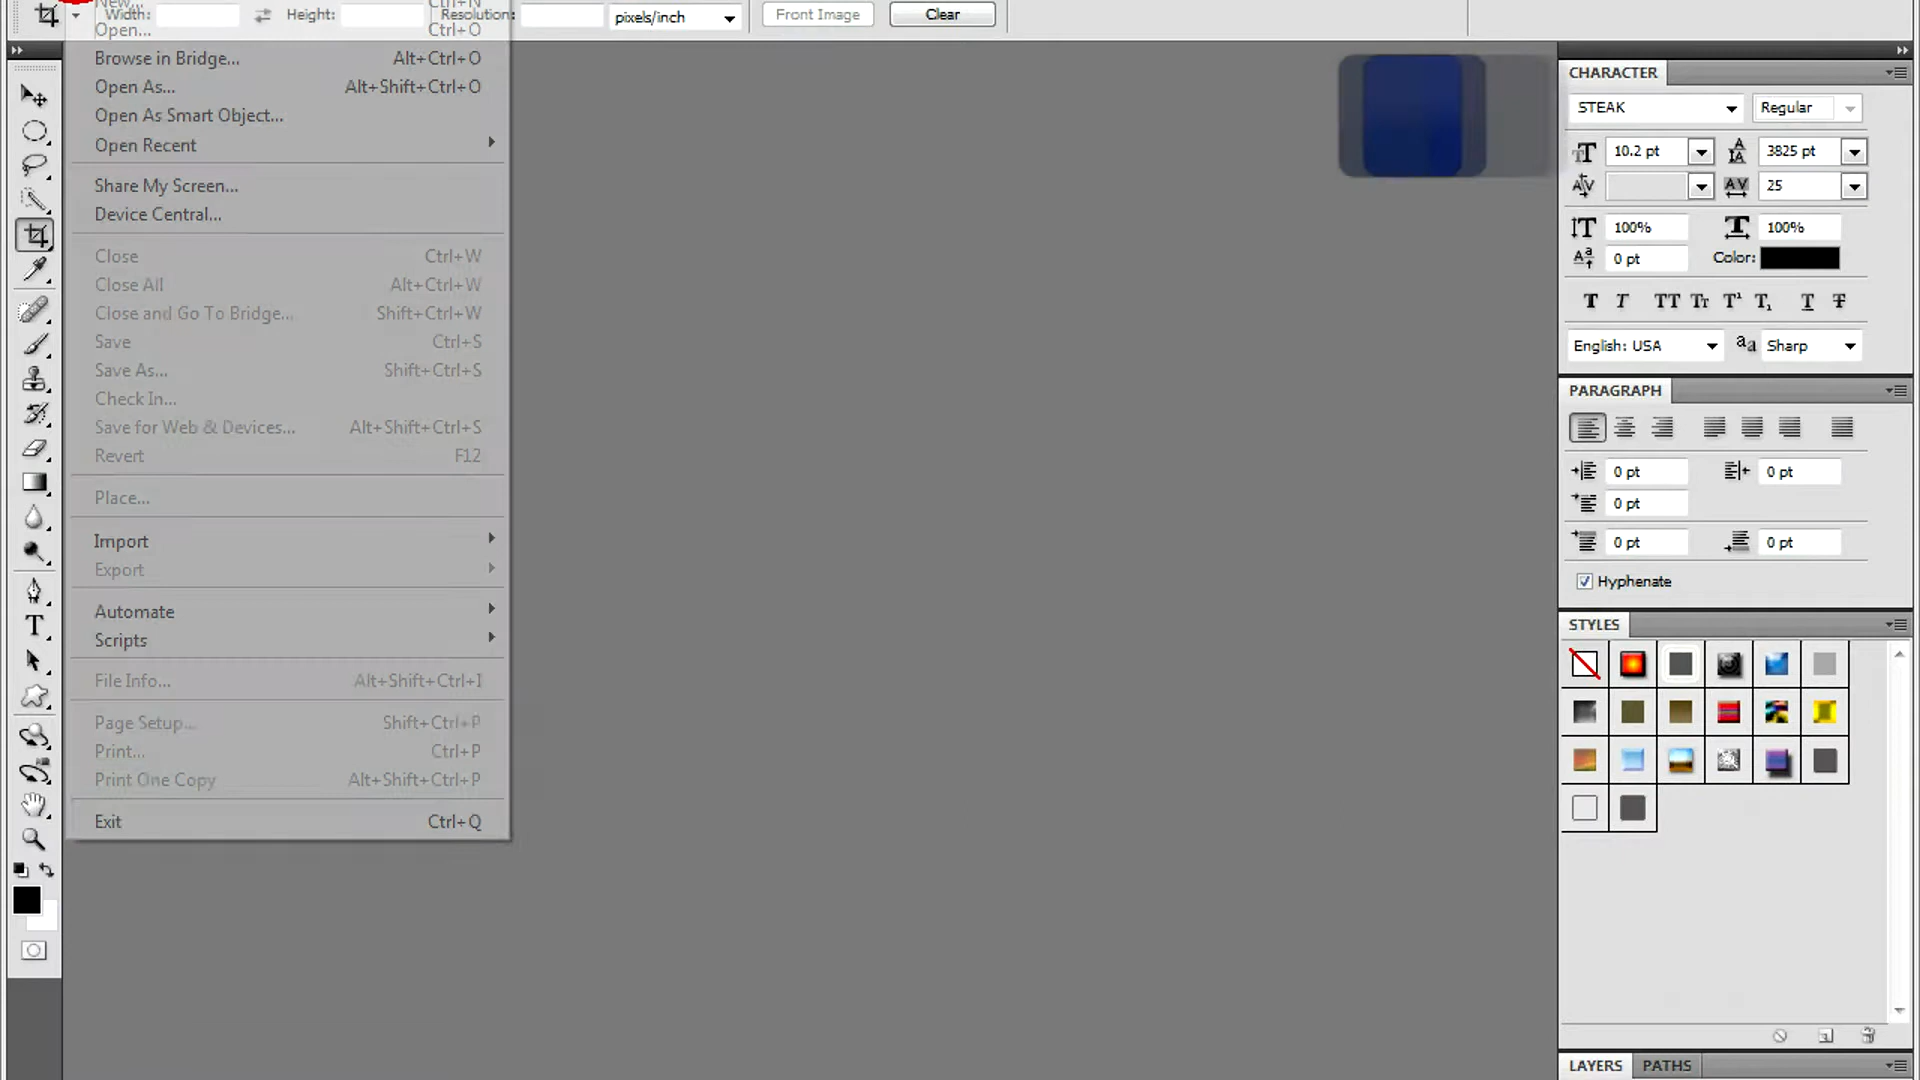 Width: Height: Resolution: pixels/inch Front Image Clear
New... Ctrl+N
Open... Ctrl+O
Browse in Bridge... Alt+Ctrl+O
Open As... Alt+Shift+Ctrl+O
Open As Smart Object...
Open Recent
Share My Screen...
Device Central...
Close Ctrl+W
Close All Alt+Ctrl+W
Close and Go To Bridge... Shift+Ctrl+W
Save Ctrl+S
Save As... Shift+Ctrl+S
Check In...
Save for Web & Devices... Alt+Shift+Ctrl+S
Revert F12
Place...
Import
Export
Automate
Scripts
File Info... Alt+Shift+Ctrl+I
Page Setup... Shift+Ctrl+P
Print... Ctrl+P
Print One Copy Alt+Shift+Ctrl+P
Exit Ctrl+Q
CHARACTER
STEAK Regular
10.2 pt 3825 pt
25
100% 100%
0 pt Color:
English: USA Sharp
PARAGRAPH
0 pt 0 pt
0 pt
0 pt 0 pt
Hyphenate
STYLES
LAYERS PATHS